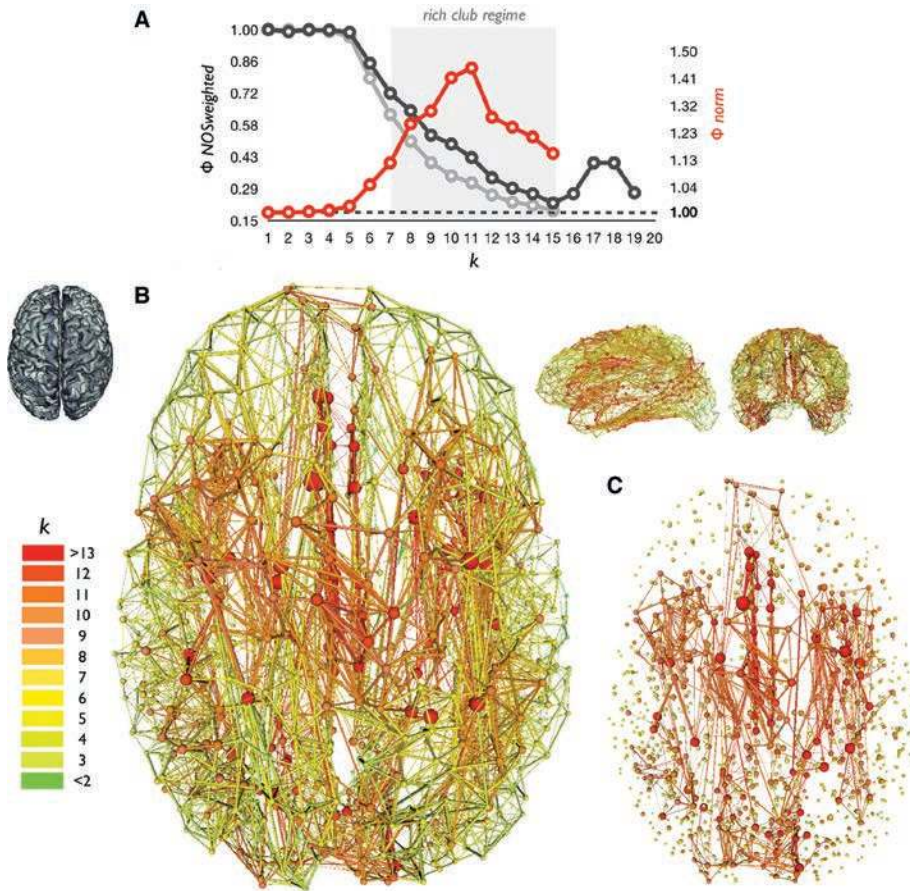 A
rich club regime
Φ NOSweighted
1.00
0.86
0.72
0.58
0.43
0.29
0.15
1.50
1.41
1.32
1.23
1.13
1.04
1.00
Φ norm
1 2 3 4 5 6 7 8 9 10 11 12 13 14 15 16 17 18 19 20
k
B
C
k
>13
12
11
10
9
8
7
6
5
4
3
<2